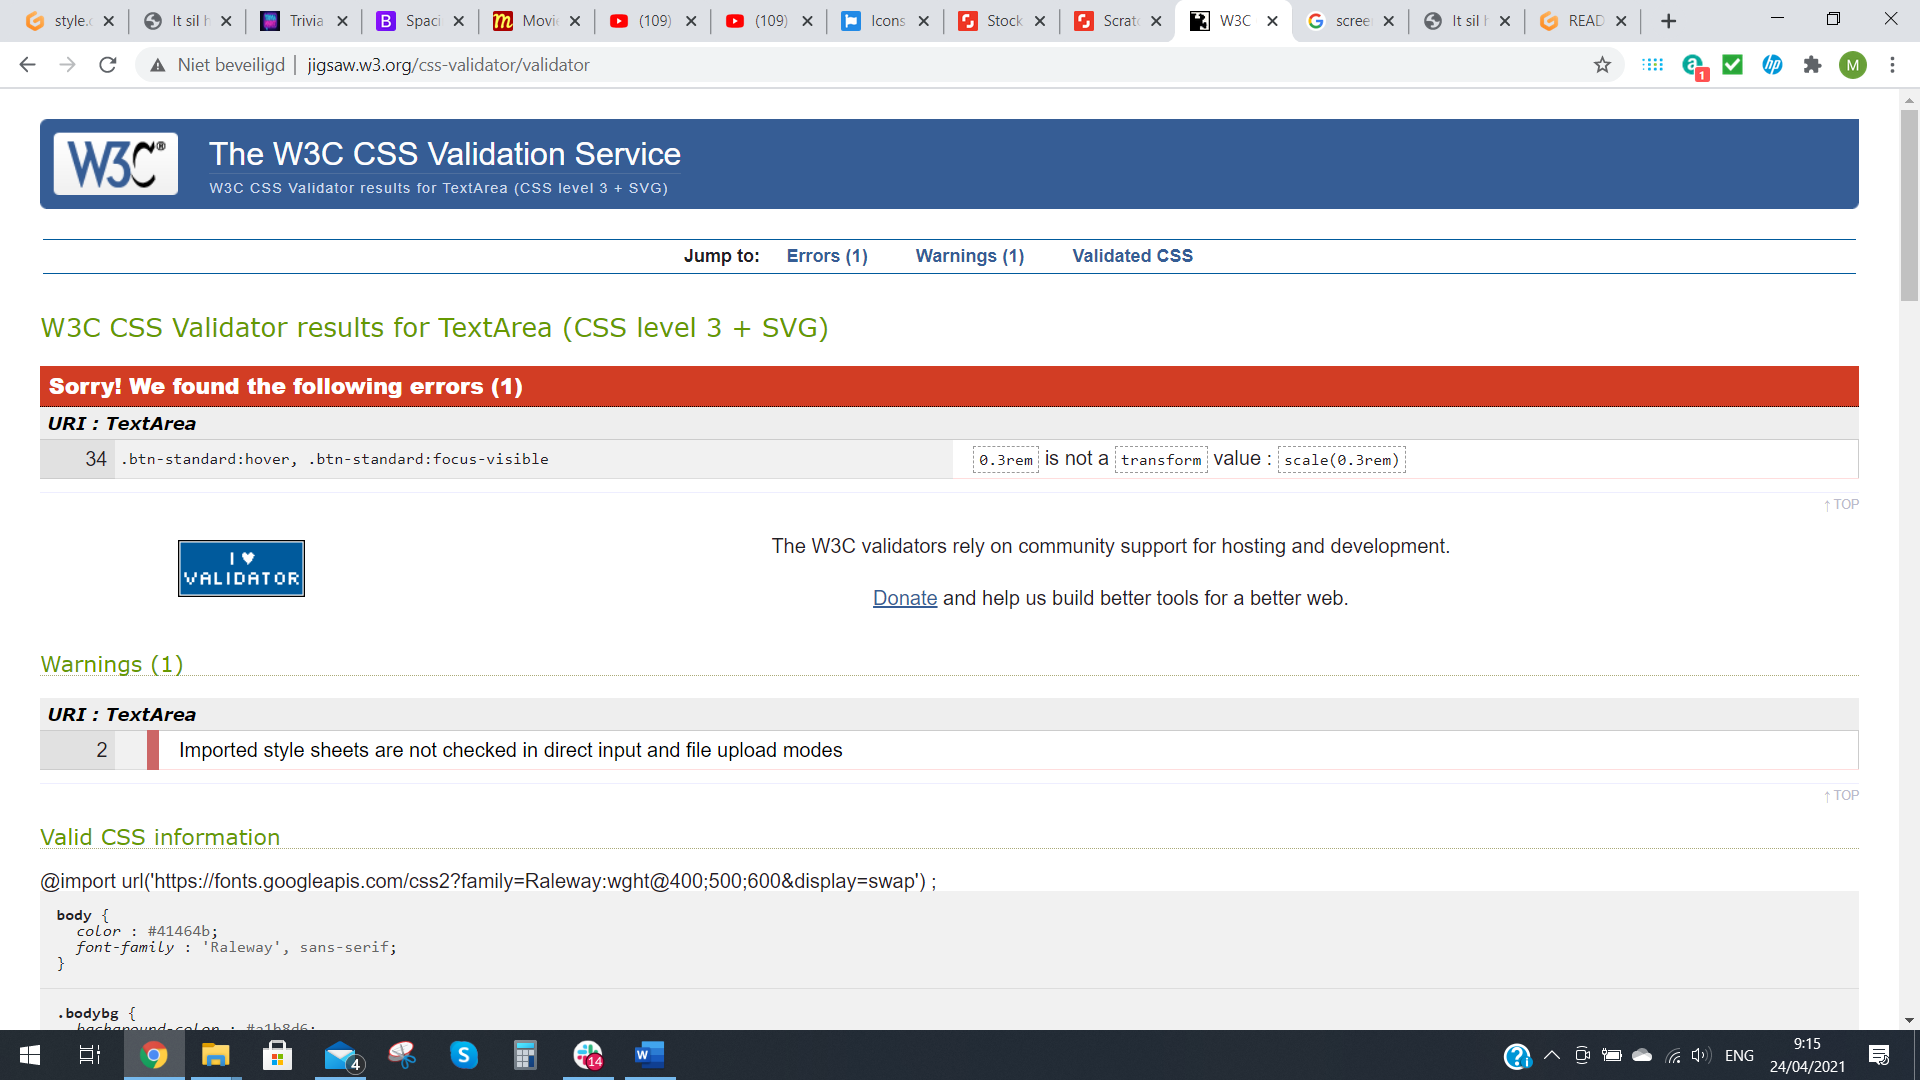 style.c
It sil h
Trivia
Spaci
Movi
(109)
(109)
Icons
Stock
Scrat
W3C
scree
It sil h
READ
Niet beveiligd
jigsaw.w3.org/css-validator/validator
1
M
W3C®
The W3C CSS Validation Service
W3C CSS Validator results for TextArea (CSS level 3 + SVG)
Jump to: Errors (1) Warnings (1) Validated CSS
W3C CSS Validator results for TextArea (CSS level 3 + SVG)
Sorry! We found the following errors (1)
URI : TextArea
34 .btn-standard:hover, .btn-standard:focus-visible 0.3rem is not a transform value : scale(0.3rem)
↑ TOP
I ♥
VALIDATOR
The W3C validators rely on community support for hosting and development.
Donate and help us build better tools for a better web.
Warnings (1)
URI : TextArea
2 Imported style sheets are not checked in direct input and file upload modes
↑ TOP
Valid CSS information
@import url('https://fonts.googleapis.com/css2?family=Raleway:wght@400;500;600&display=swap') ;
body {
color : #41464b;
font-family : 'Raleway', sans-serif;
}
.bodybg {
background-color : #a1b8d6;
4
14
ENG
9:15
24/04/2021